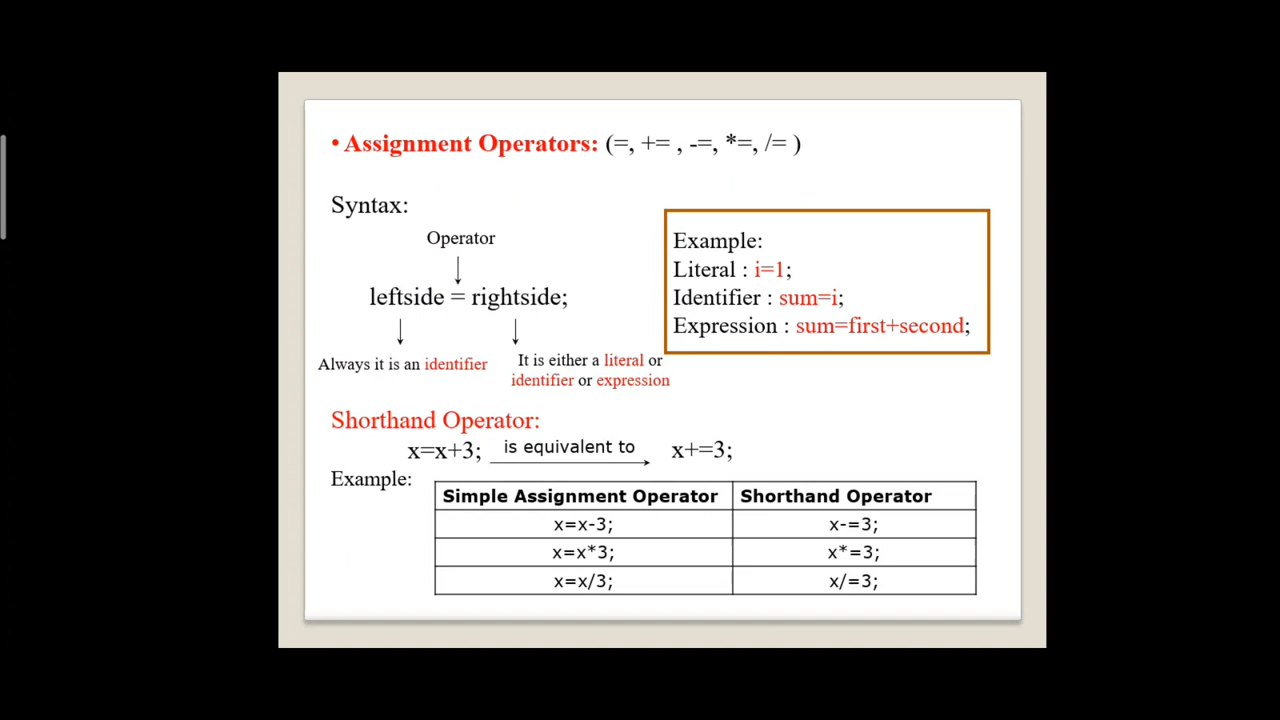 • Assignment Operators: (=, += , -=, *=, /= )
Syntax:
Operator
leftside = rightside;
Always it is an identifier
It is either a literal or
identifier or expression
Example:
Literal : i=1;
Identifier : sum=i;
Expression : sum=first+second;
Shorthand Operator:
x=x+3; is equivalent to x+=3;
Example:
Simple Assignment Operator Shorthand Operator
x=x-3; x-=3;
x=x*3; x*=3;
x=x/3; x/=3;